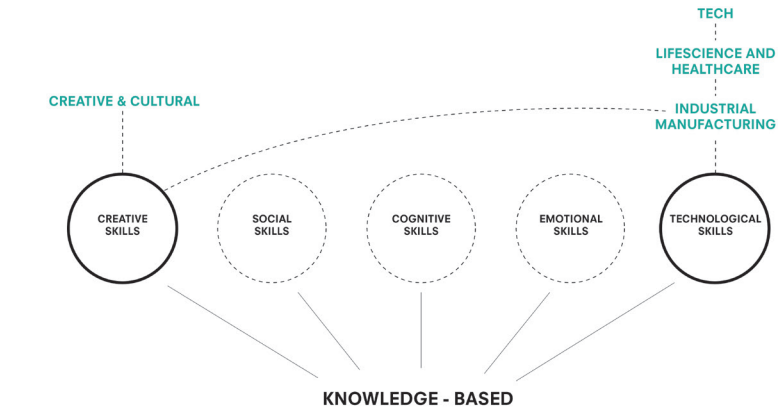 TECH
LIFESCIENCE AND
HEALTHCARE
CREATIVE & CULTURAL
INDUSTRIAL
MANUFACTURING
CREATIVE
SKILLS
SOCIAL
SKILLS
COGNITIVE
SKILLS
EMOTIONAL
SKILLS
TECHNOLOGICAL
SKILLS
KNOWLEDGE - BASED